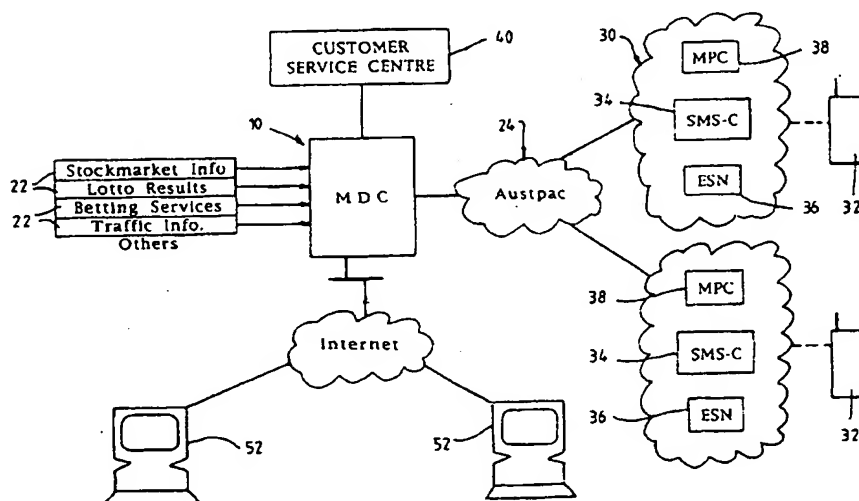 CUSTOMER
SERVICE CENTRE
40
30
MPC
38
34
SMS-C
10
24
22
Stockmarket Info
Lotto Results
22
Betting Services
Traffic Info.
Others
MDC
Austpac
ESN
36
32
38
MPC
34
SMS-C
36
ESN
32
Internet
52
52